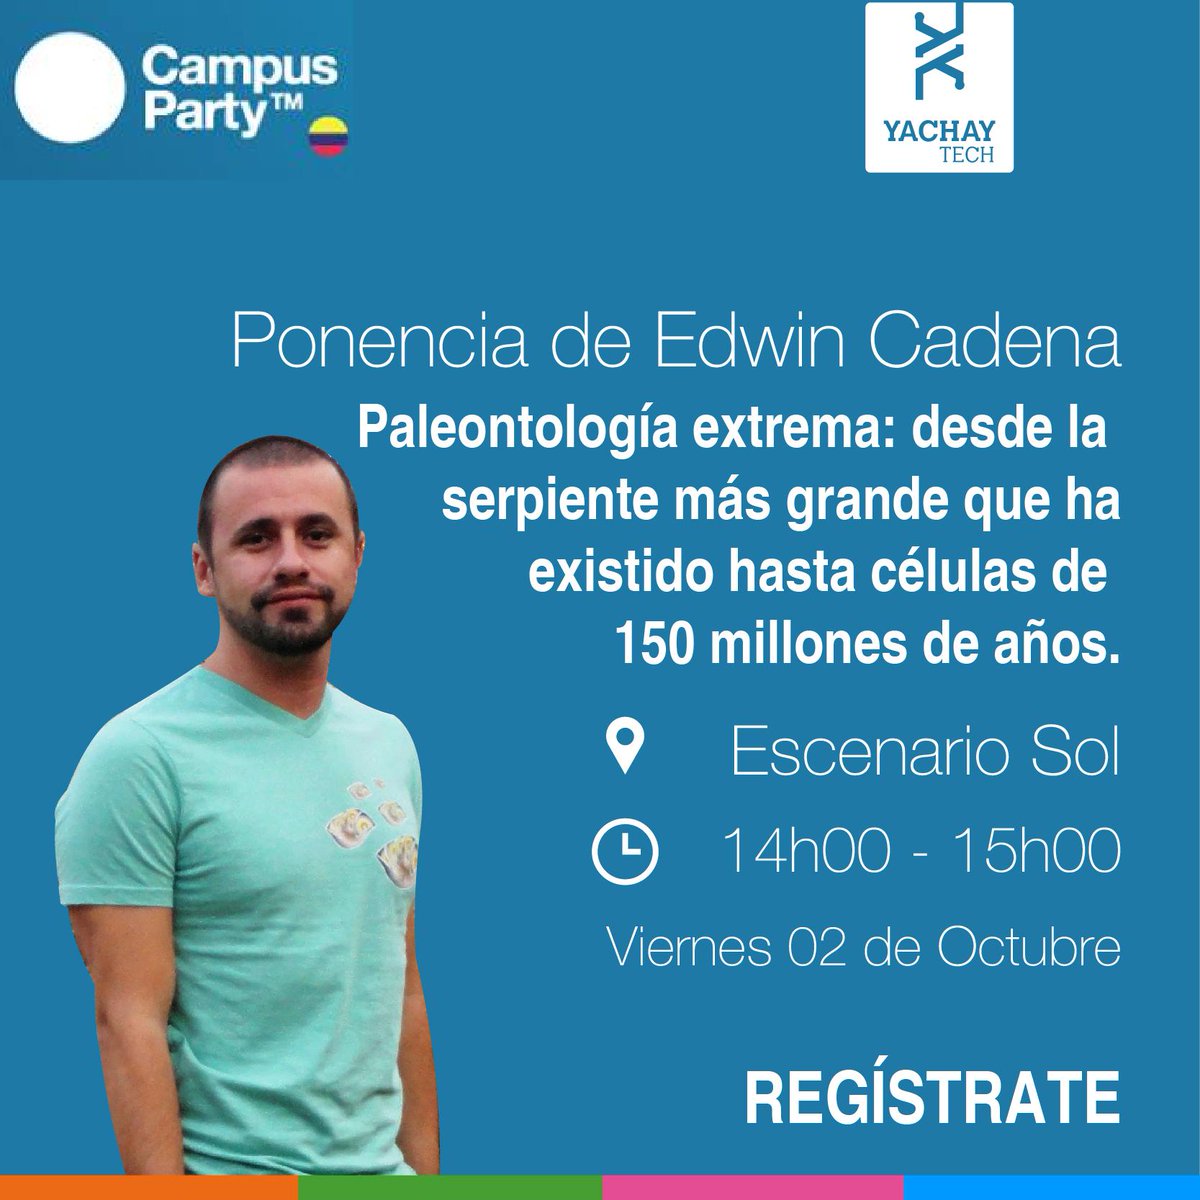 Campus
Party™
YACHAY
TECH
Ponencia de Edwin Cadena
Paleontología extrema: desde la
serpiente más grande que ha
existido hasta células de
150 millones de años.
Escenario Sol
14h00 - 15h00
Viernes 02 de Octubre
REGÍSTRATE